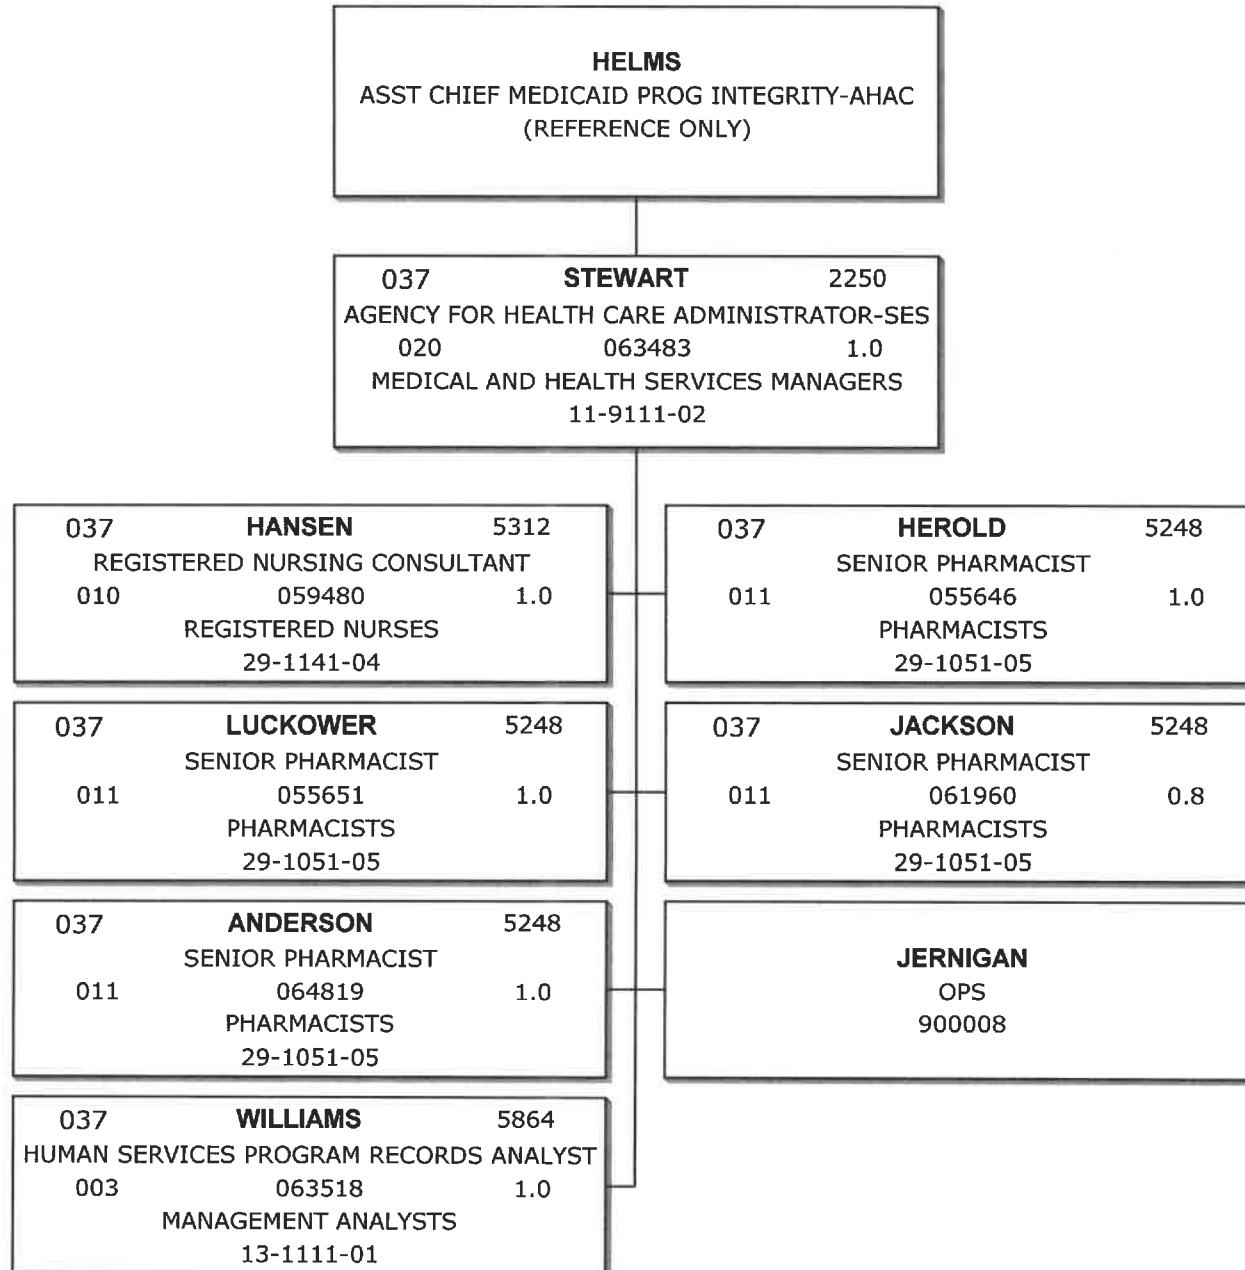 HELMS
ASST CHIEF MEDICAID PROG INTEGRITY-AHAC
(REFERENCE ONLY)
037 STEWART 2250
AGENCY FOR HEALTH CARE ADMINISTRATOR-SES
020 063483 1.0
MEDICAL AND HEALTH SERVICES MANAGERS
11-9111-02
037 HANSEN 5312
REGISTERED NURSING CONSULTANT
010 059480 1.0
REGISTERED NURSES
29-1141-04
037 HEROLD 5248
SENIOR PHARMACIST
011 055646 1.0
PHARMACISTS
29-1051-05
037 LUCKOWER 5248
SENIOR PHARMACIST
011 055651 1.0
PHARMACISTS
29-1051-05
037 JACKSON 5248
SENIOR PHARMACIST
011 061960 0.8
PHARMACISTS
29-1051-05
037 ANDERSON 5248
SENIOR PHARMACIST
011 064819 1.0
PHARMACISTS
29-1051-05
JERNIGAN
OPS
900008
037 WILLIAMS 5864
HUMAN SERVICES PROGRAM RECORDS ANALYST
003 063518 1.0
MANAGEMENT ANALYSTS
13-1111-01